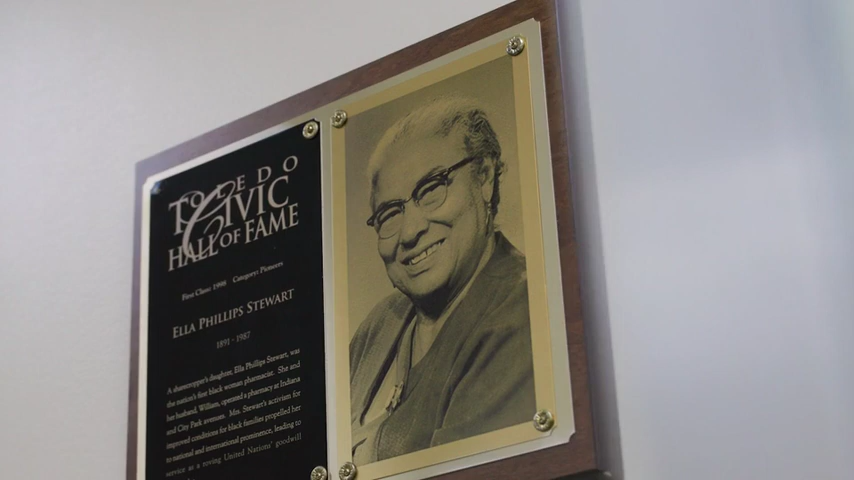 TOLEDO
CIVIC
HALL OF FAME
First Class: 1998 Category: Pioneers
ELLA PHILLIPS STEWART
1891 - 1987
A sharecropper's daughter, Ella Phillips Stewart, was
the nation's first black woman pharmacist. She and
her husband, William, opened a pharmacy at Indiana
and City Park avenues. Mrs. Stewart's activism for
improved conditions for black families propelled her
to national and international prominence, leading to
service as a roving United Nations' goodwill